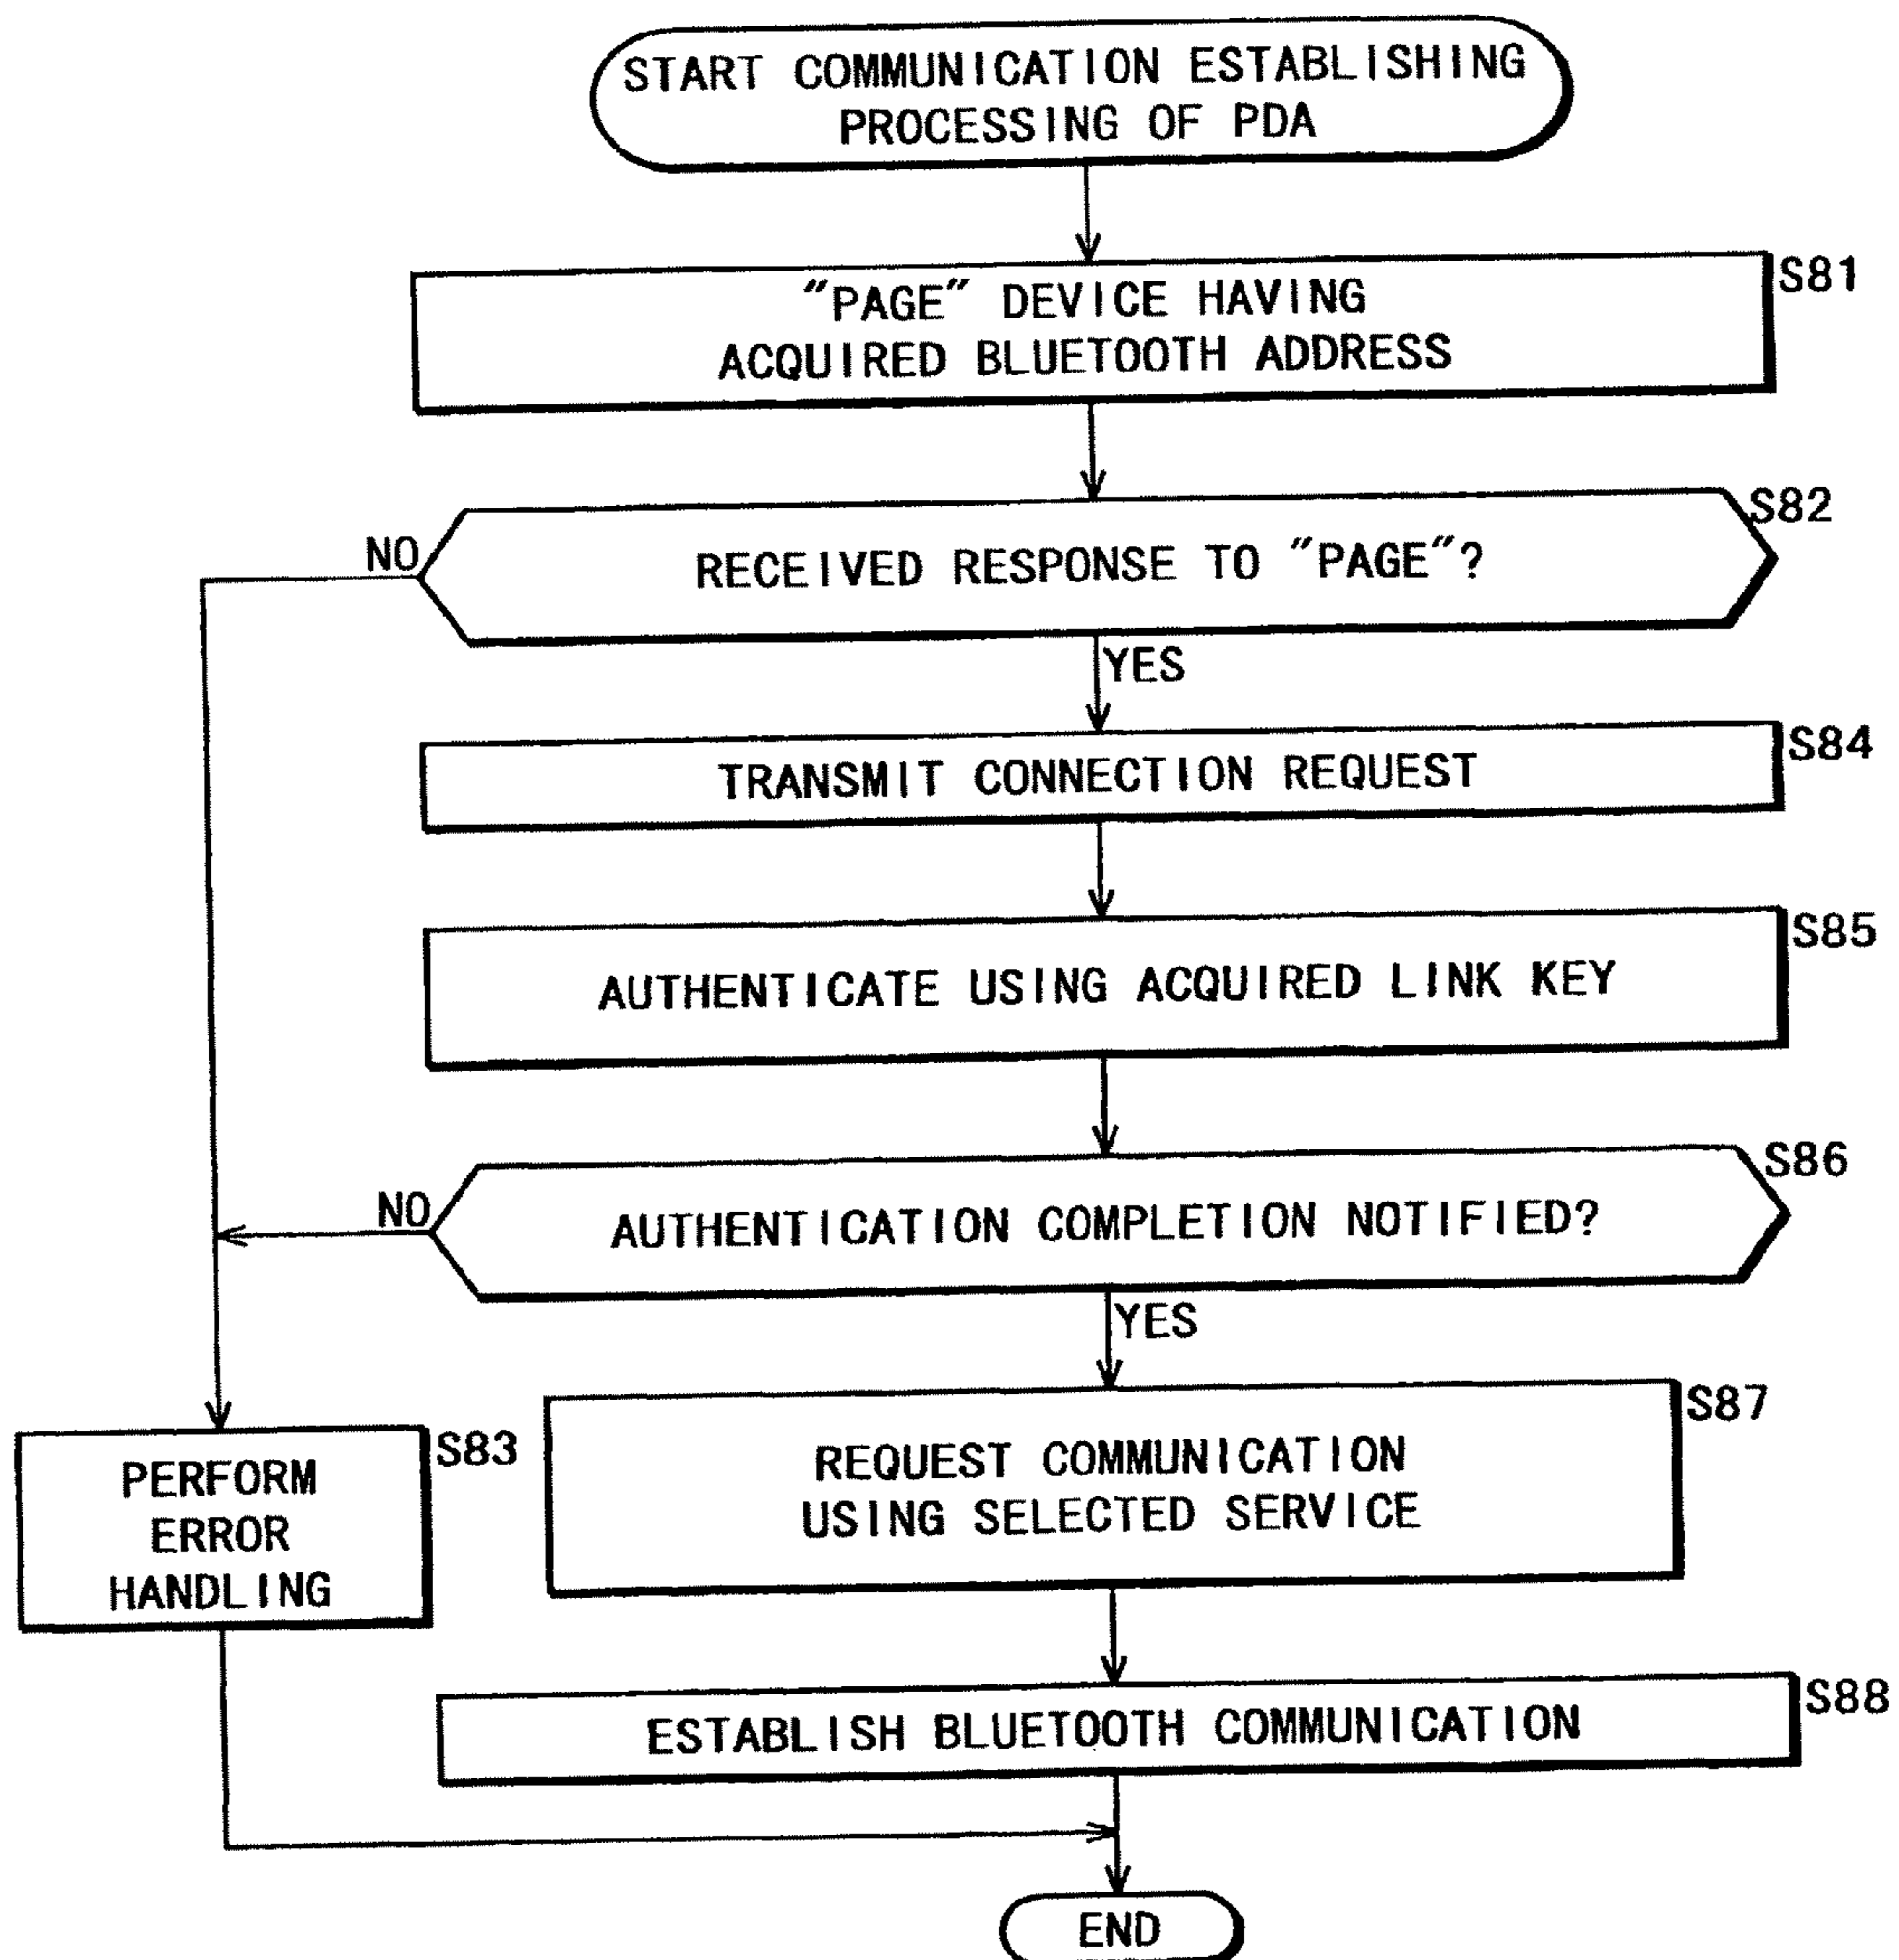 START COMMUNICATION ESTABLISHING
PROCESSING OF PDA
S81
"PAGE" DEVICE HAVING
ACQUIRED BLUETOOTH ADDRESS
S82
NO
RECEIVED RESPONSE TO "PAGE"?
YES
S84
TRANSMIT CONNECTION REQUEST
S85
AUTHENTICATE USING ACQUIRED LINK KEY
S86
NO
AUTHENTICATION COMPLETION NOTIFIED?
YES
S83
PERFORM
ERROR
HANDLING
S87
REQUEST COMMUNICATION
USING SELECTED SERVICE
S88
ESTABLISH BLUETOOTH COMMUNICATION
END